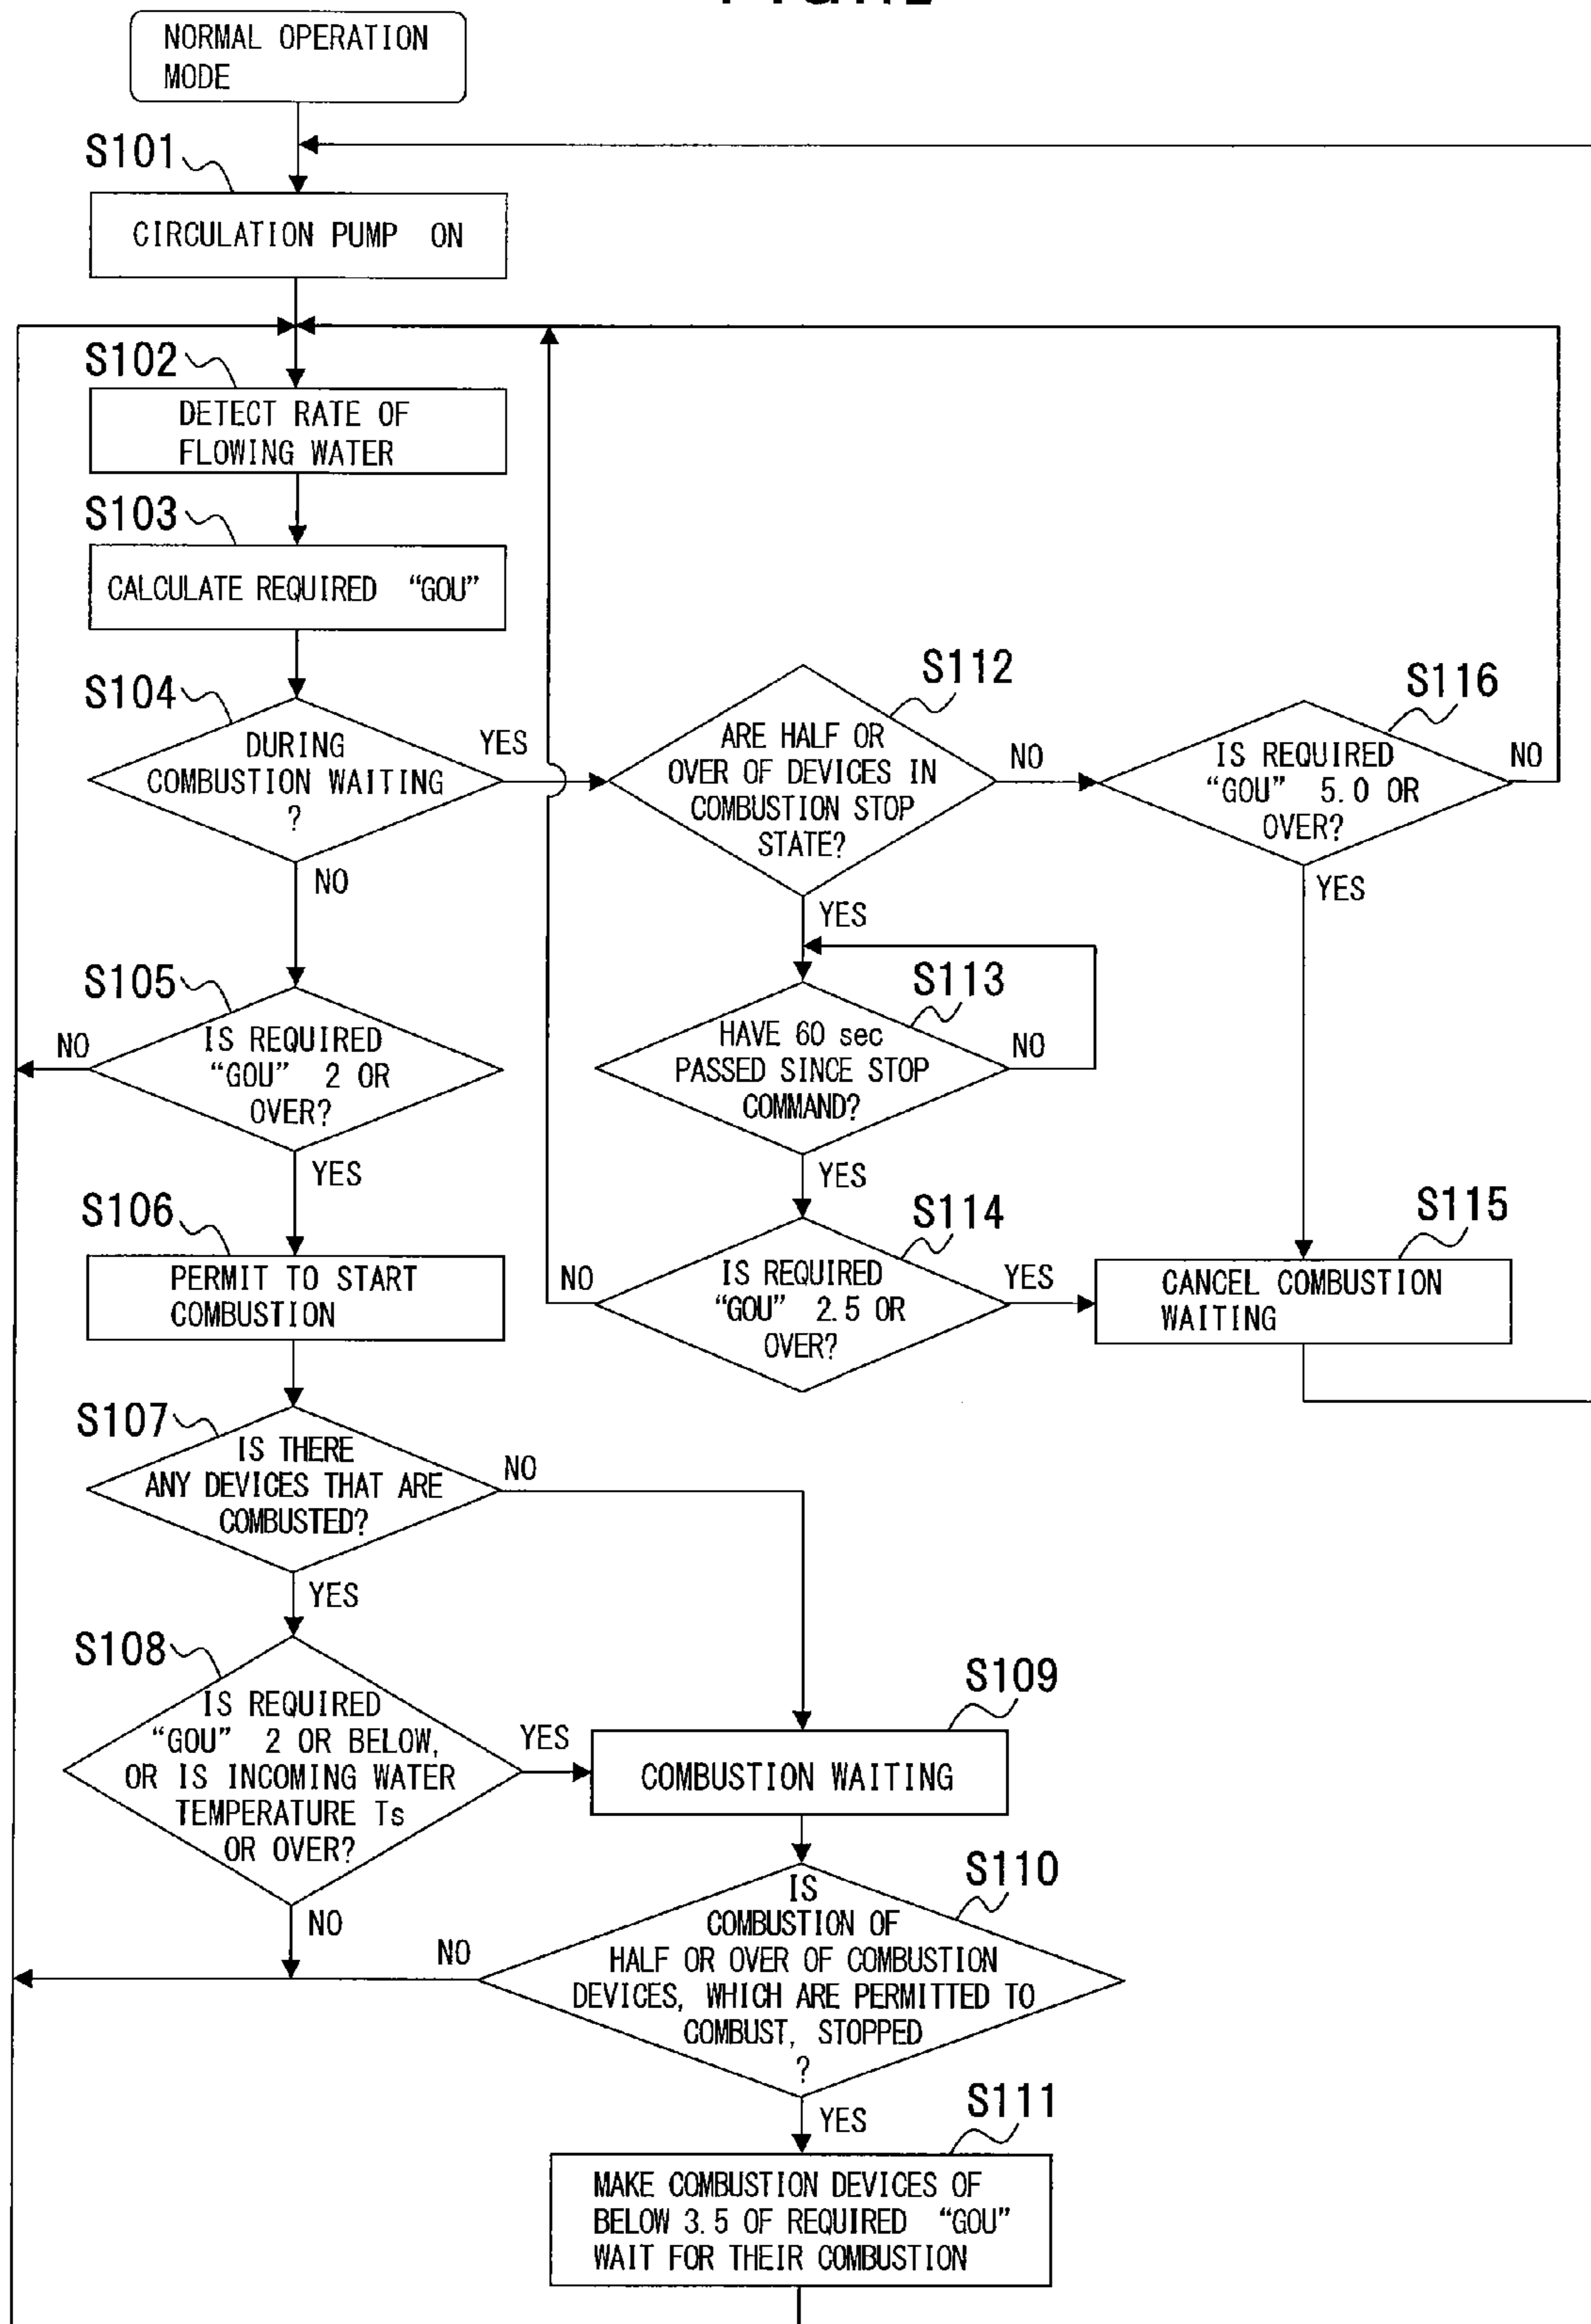 NORMAL OPERATION
MODE
S101
CIRCULATION PUMP ON
S102
DETECT RATE OF
FLOWING WATER
S103
CALCULATE REQUIRED “GOU”
S104
DURING
COMBUSTION WAITING
?
YES
NO
S112
ARE HALF OR
OVER OF DEVICES IN
COMBUSTION STOP
STATE?
NO
YES
S116
IS REQUIRED
“GOU” 5.0 OR
OVER?
NO
YES
S105
IS REQUIRED
“GOU” 2 OR
OVER?
NO
YES
S113
HAVE 60 sec
PASSED SINCE STOP
COMMAND?
NO
YES
S106
PERMIT TO START
COMBUSTION
S114
IS REQUIRED
“GOU” 2.5 OR
OVER?
NO
YES
S115
CANCEL COMBUSTION
WAITING
S107
IS THERE
ANY DEVICES THAT ARE
COMBUSTED?
NO
YES
S108
IS REQUIRED
“GOU” 2 OR BELOW,
OR IS INCOMING WATER
TEMPERATURE Ts
OR OVER?
YES
NO
S109
COMBUSTION WAITING
S110
IS
COMBUSTION OF
HALF OR OVER OF COMBUSTION
DEVICES, WHICH ARE PERMITTED TO
COMBUST, STOPPED
?
NO
YES
S111
MAKE COMBUSTION DEVICES OF
BELOW 3.5 OF REQUIRED “GOU”
WAIT FOR THEIR COMBUSTION